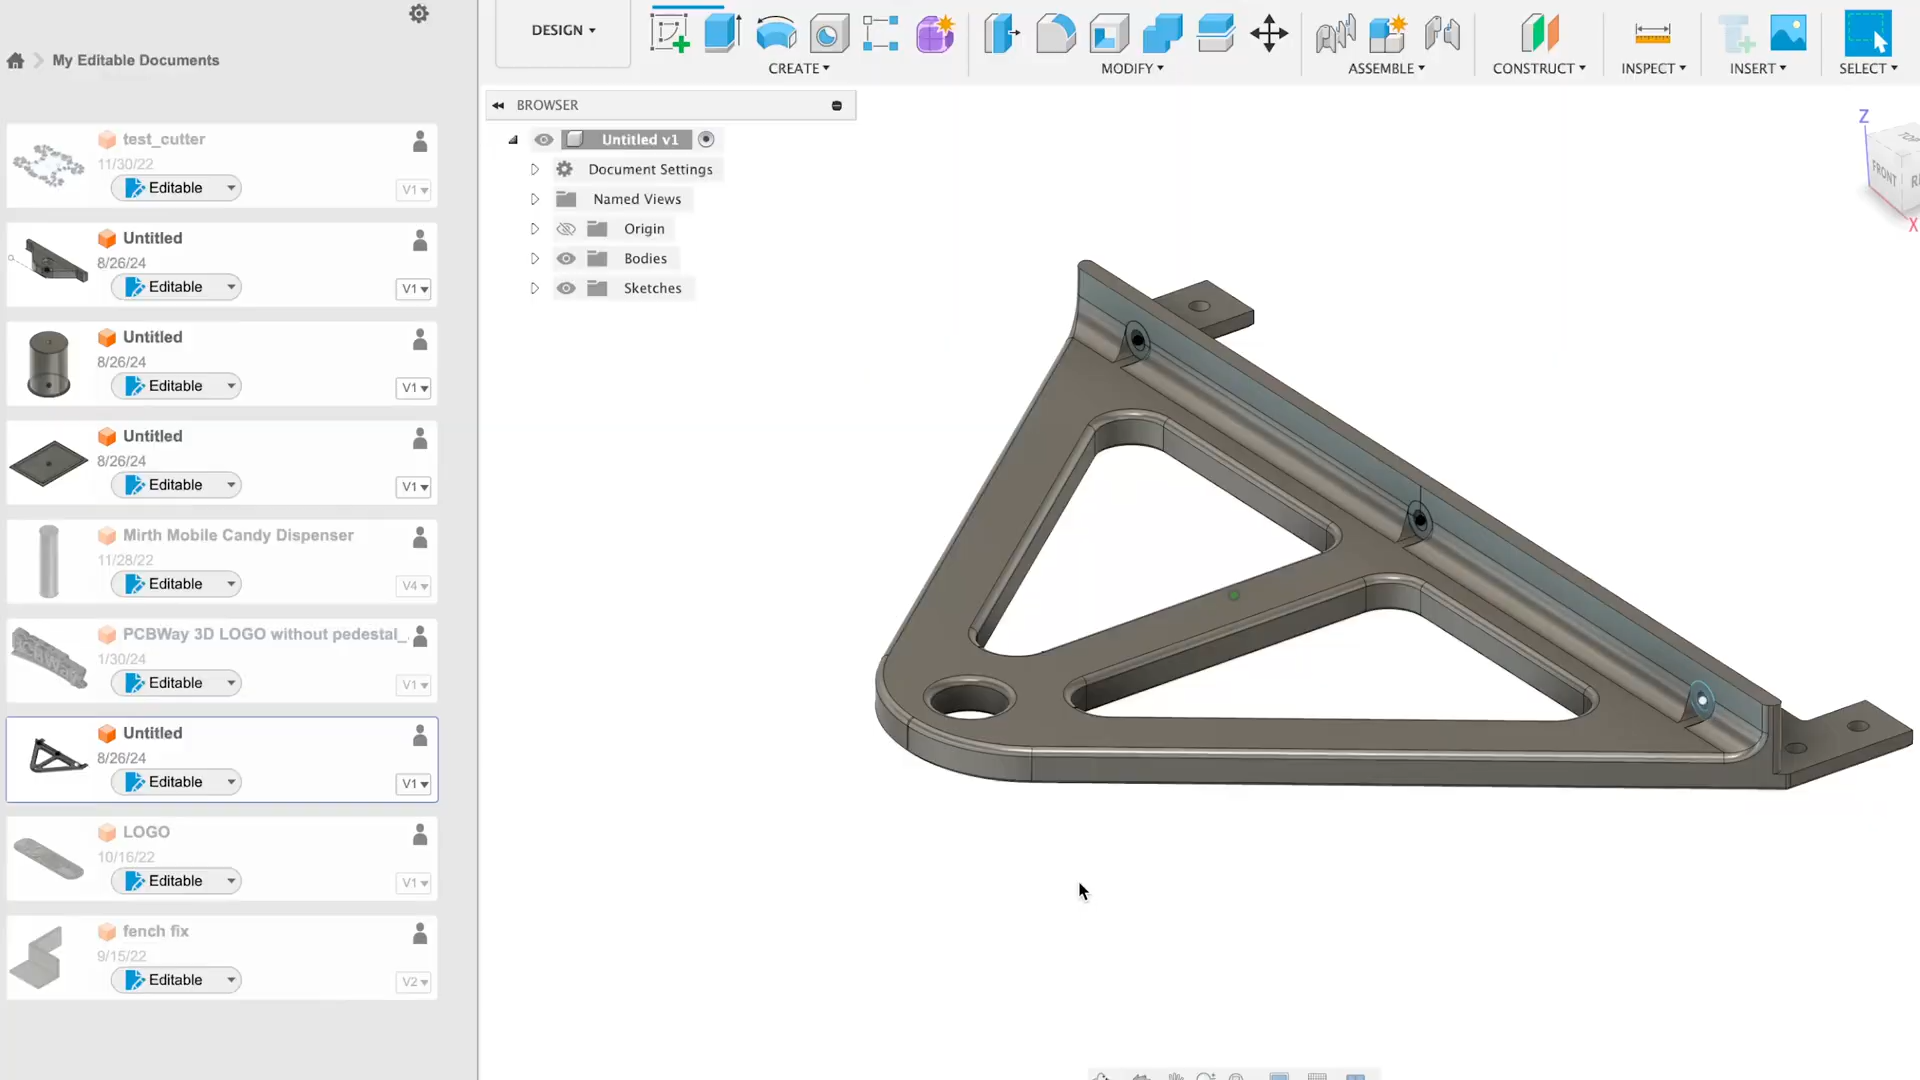 My Editable Documents
test_cutter
11/30/22
Editable
V1
Untitled
8/26/24
Editable
V1
Untitled
8/26/24
Editable
V1
Untitled
8/26/24
Editable
V1
Mirth Mobile Candy Dispenser
11/28/22
Editable
V4
PCBWay 3D LOGO without pedestal_
1/30/24
Editable
V1
Untitled
8/26/24
Editable
V1
LOGO
10/16/22
Editable
V1
fench fix
9/15/22
Editable
V2
DESIGN
CREATE
MODIFY
ASSEMBLE
CONSTRUCT
INSPECT
INSERT
SELECT
BROWSER
Untitled v1
Document Settings
Named Views
Origin
Bodies
Sketches
Z
FRONT
X